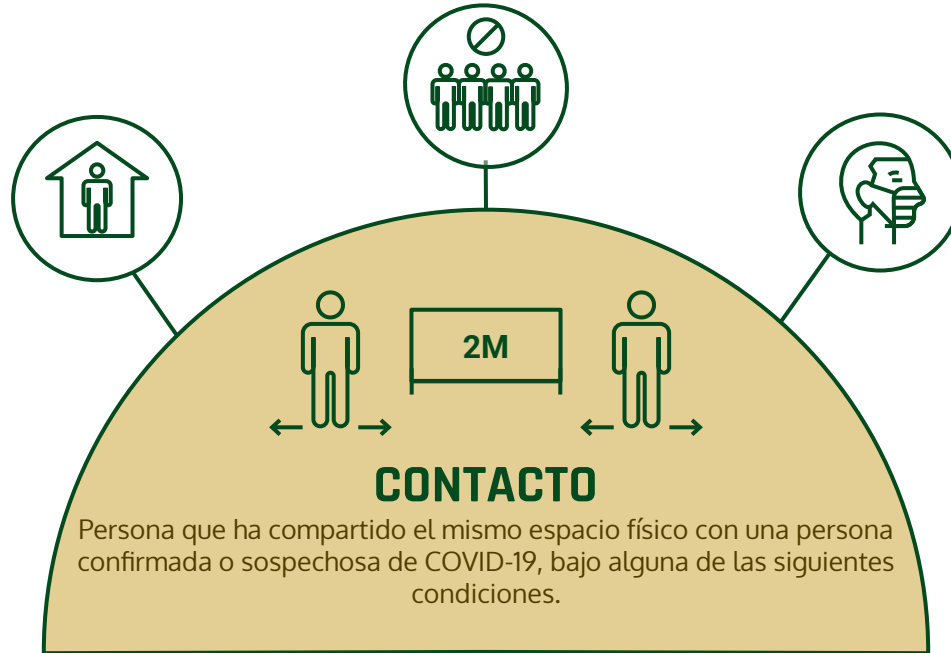 2M
CONTACTO
Persona que ha compartido el mismo espacio físico con una persona
confirmada o sospechosa de COVID-19, bajo alguna de las siguientes
condiciones.